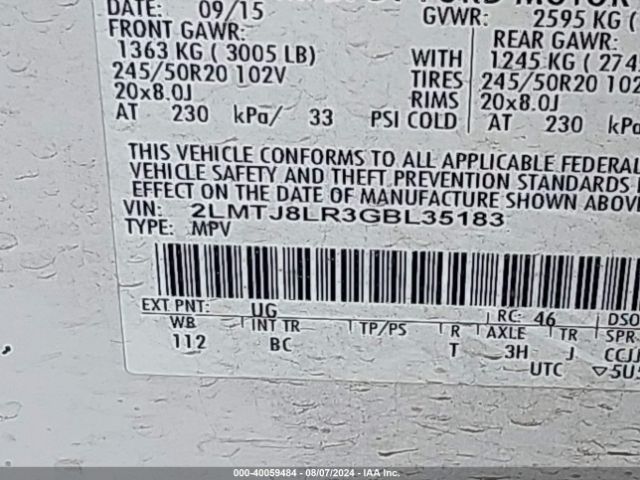 DATE: 09/15 GVWR: 2595 KG (
FRONT GAWR: REAR GAWR:
1363 KG ( 3005 LB) WITH 1245 KG ( 274
245/50R20 102V TIRES 245/50R20 102
20x8.0J RIMS 20x8.0J
AT 230 kPa/ 33 PSI COLD AT 230 kPa
THIS VEHICLE CONFORMS TO ALL APPLICABLE FEDERAL
VEHICLE SAFETY AND THEFT PREVENTION STANDARDS
EFFECT ON THE DATE OF MANUFACTURE SHOWN ABOV
VIN: 2LMTJ8LR3GBL35183
TYPE: MPV
EXT PNT: UG RC: 46 DSO
WB INT TR TP/PS R AXLE TR SPR
112 BC T 3H J CCJJ
UTC ▽5U5
000-40059484 - 08/07/2024 - IAA Inc.